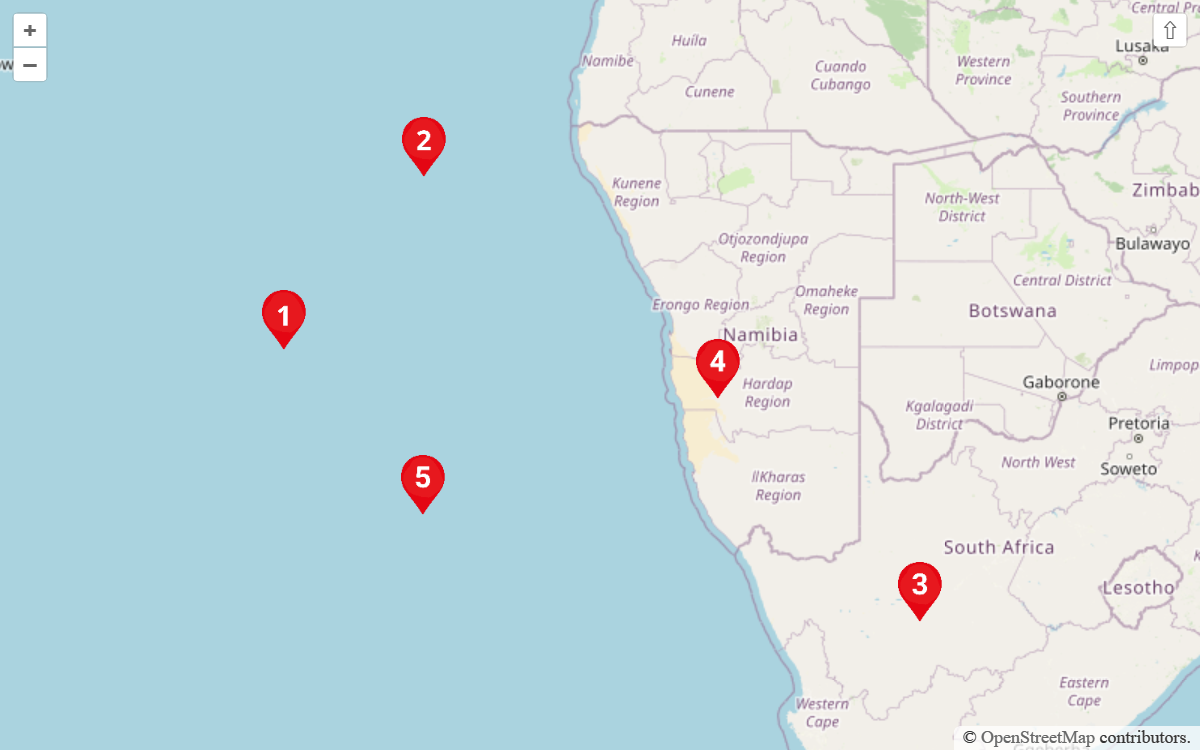 +
−
⇧
Central Pr
Lusaka
Huíla
Namibe
Cuando
Cubango
Western
Province
Cunene
Southern
Province
2
Kunene
Region
North-West
District
Zimbab
Otjozondjupa
Region
Bulawayo
Central District
1
Omaheke
Region
Erongo Region
Botswana
Namibia
4
Limpop
Hardap
Region
Gaborone
Kgalagadi
District
Pretoria
North West
Soweto
5
ǁKharas
Region
South Africa
3
Lesotho
Eastern
Cape
Western
Cape
© OpenStreetMap contributors.